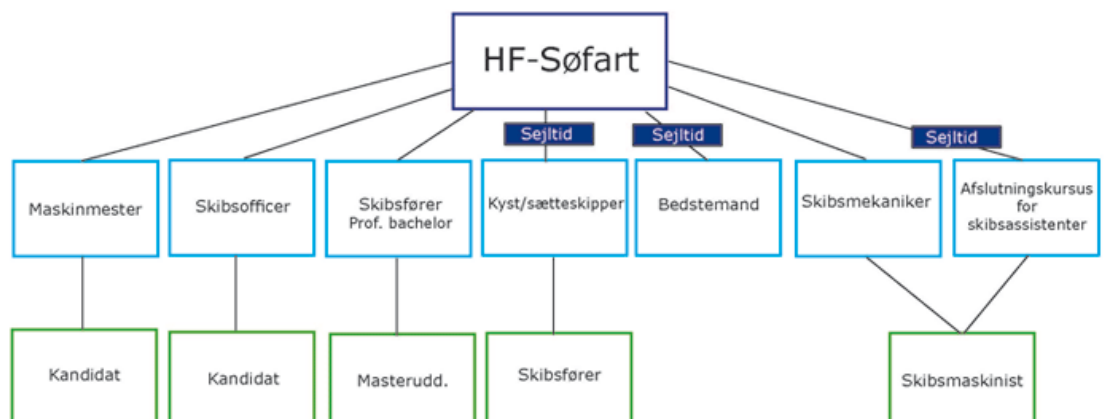 HF-Søfart
Sejltid
Sejltid
Sejltid
Maskinmester
Skibsofficer
Skibsfører
Prof. bachelor
Kyst/sætteskipper
Bedstemand
Skibsmekaniker
Afslutningskursus
for
skibsassistenter
Kandidat
Kandidat
Masterudd.
Skibsfører
Skibsmaskinist